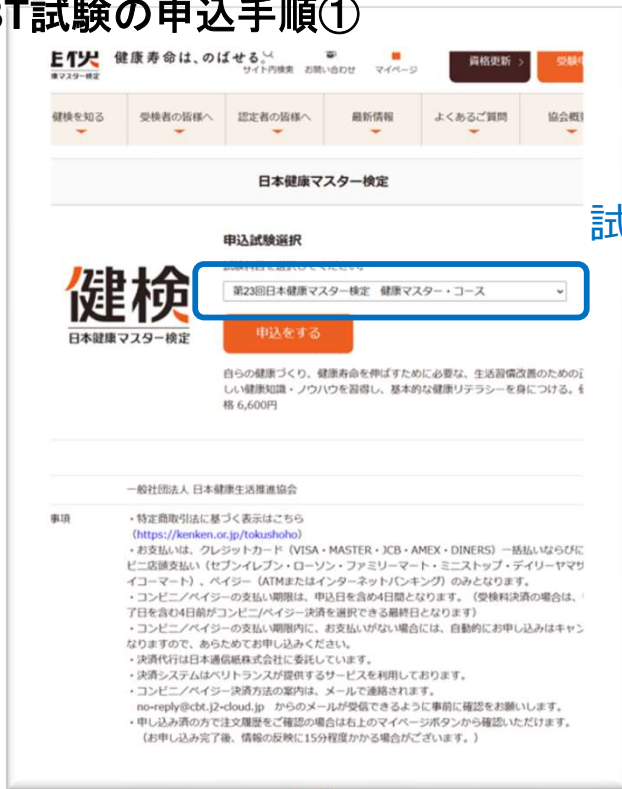 BT試験の申込手順①
健康寿命は、のばせる。
サイト内検索 お問い合わせ マイページ
資格更新
健検を知る 受検者の皆様へ 認定者の皆様へ 最新情報 よくあるご質問 協会概要
日本健康マスター検定
試
申込試験選択
第23回日本健康マスター検定 健康マスター・コース
健検
日本健康マスター検定
申込をする
自らの健康づくり、健康寿命を伸ばすために必要な、生活習慣改善のための正
しい健康知識・ノウハウを習得し、基本的な健康リテラシーを身につける。
格 6,600円
一般社団法人 日本健康生活推進協会
事項
・特定商取引法に基づく表示はこちら
(https://kenken.or.jp/tokushoho)
・お支払いは、クレジットカード（VISA・MASTER・JCB・AMEX・DINERS）一括払いならびに
ビニ店頭支払い（セブンイレブン・ローソン・ファミリーマート・ミニストップ・デイリーヤマザ
イコーマート）、ペイジー（ATMまたはインターネットバンキング）のみとなります。
・コンビニ／ペイジーの支払い期限は、申込日を含め4日間となります。（受検料決済の場合は、
了日を含む4日前がコンビニ/ペイジー決済を選択できる最終日となります）
・コンビニ／ペイジーの支払い期限内に、お支払いがない場合には、自動的にお申し込みはキャン
なりますので、あらためてお申し込みください。
・決済代行は日本通信紙株式会社に委託しています。
・決済システムはベリトランスが提供するサービスを利用しております。
・コンビニ／ペイジー決済方法の案内は、メールで連絡されます。
no-reply@cbt.j2-cloud.jp からのメールが受信できるように事前に確認をお願いします。
・申し込み済の方で注文履歴をご確認の場合は右上のマイページボタンから確認いただけます。
（お申し込み完了後、情報の反映に15分程度かかる場合がございます。）